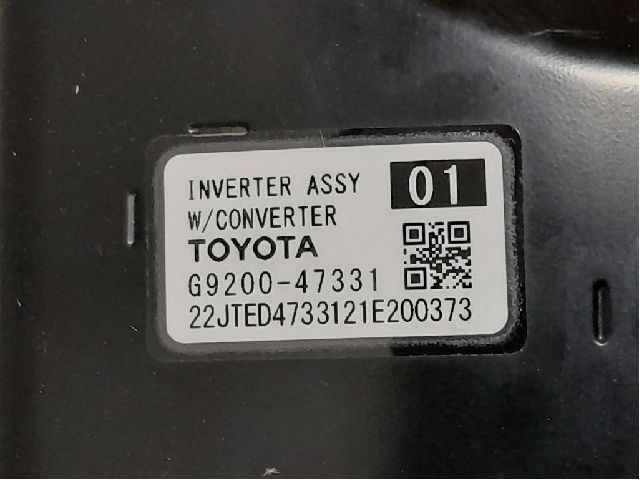 INVERTER ASSY 01
W/CONVERTER
TOYOTA
G9200-47331
22JTED4733121E200373